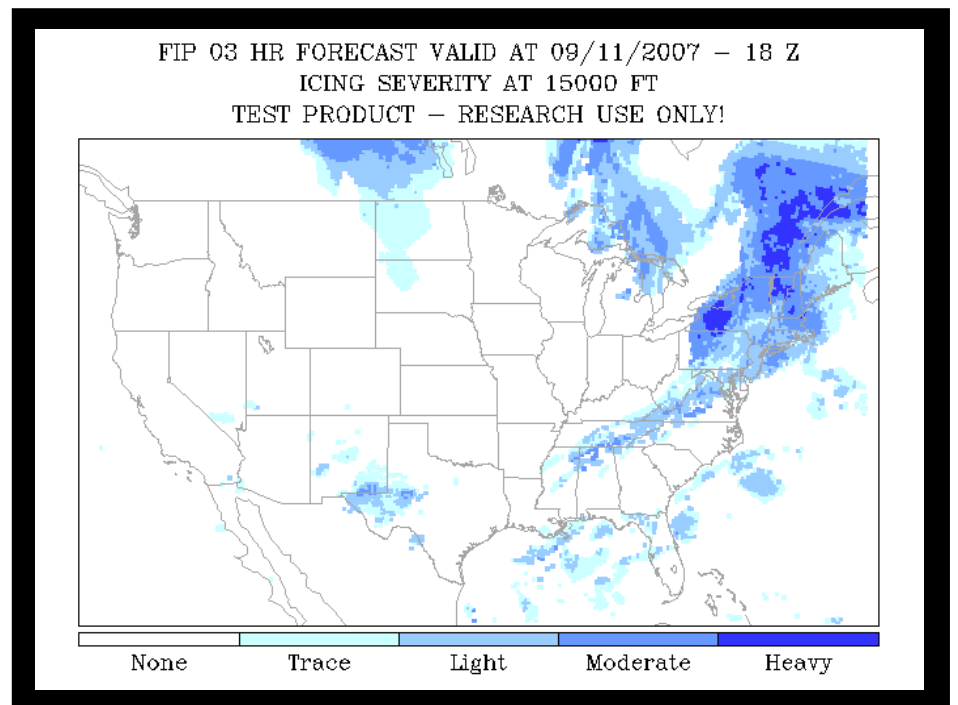 FIP 03 HR FORECAST VALID AT 09/11/2007 – 18 Z
ICING SEVERITY AT 15000 FT
TEST PRODUCT – RESEARCH USE ONLY!
None Trace Light Moderate Heavy